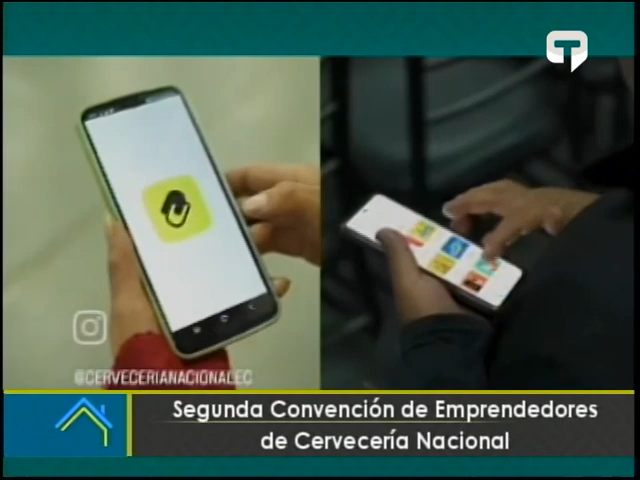 @CERVECERIANACIONALEC
Segunda Convención de Emprendedores
de Cervecería Nacional